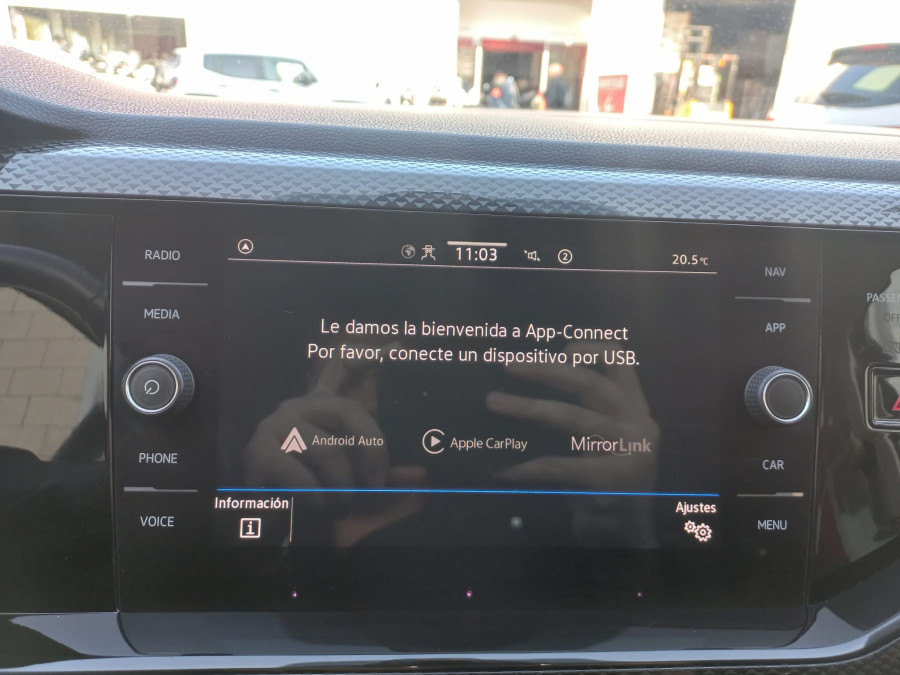 RADIO
MEDIA
PHONE
VOICE
11:03
2
20.5°C
Le damos la bienvenida a App-Connect
Por favor, conecte un dispositivo por USB.
Android Auto
Apple CarPlay
MirrorLink
Información
i
Ajustes
NAV
APP
CAR
MENU